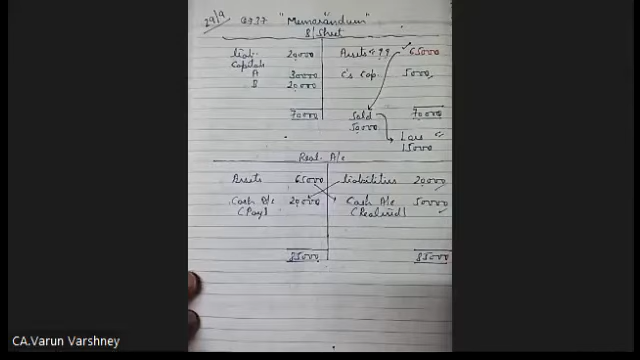 29/9 Q.37 "Memorandum"
B/Sheet
Liab. 20000 Assets 65000
Capitals
A 30000 C's Cap. 5000
B 20000
70000 Sold 70000
50000
Loss
15000
Real. A/c
Assets 65000 Liabilities 20000
Cash A/c 20000 Cash A/c 50000
(Pay) (Realised)
85000 85000
CA.Varun Varshney